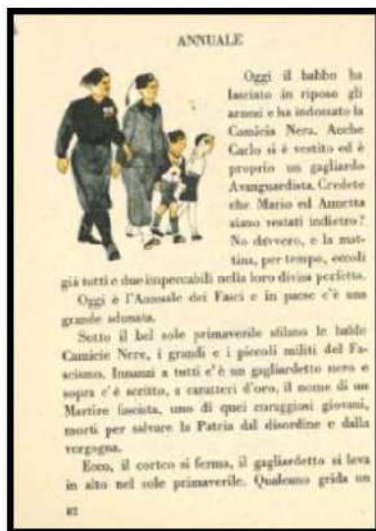 ANNUALE
Oggi il babbo ha
lasciato in riposo gli
arnesi e ha indossato la
Camicia Nera. Anche
Carlo si è vestito ed è
proprio un gagliardo
Avanguardista. Credete
che Mario ed Annetta
siano restati indietro?
No davvero, e la mat-
tina, per tempo, eccoli
già tutti e due impeccabili nella loro divisa perfetta.
Oggi è l'Annuale dei Fasci e in paese c'è una
grande adunata.
Sotto il bel sole primaverile sfilano le balde
Camicie Nere, i grandi e i piccoli militi del Fa-
scismo. Innanzi a tutti c'è un gagliardetto nero e
sopra c'è scritto, a caratteri d'oro, il nome di un
Martire fascista, uno di quei coraggiosi giovani,
morti per salvare la Patria dal disordine e dalla
vergogna.
Ecco, il corteo si ferma, il gagliardetto si leva
in alto nel sole primaverile. Qualcuno grida un
82